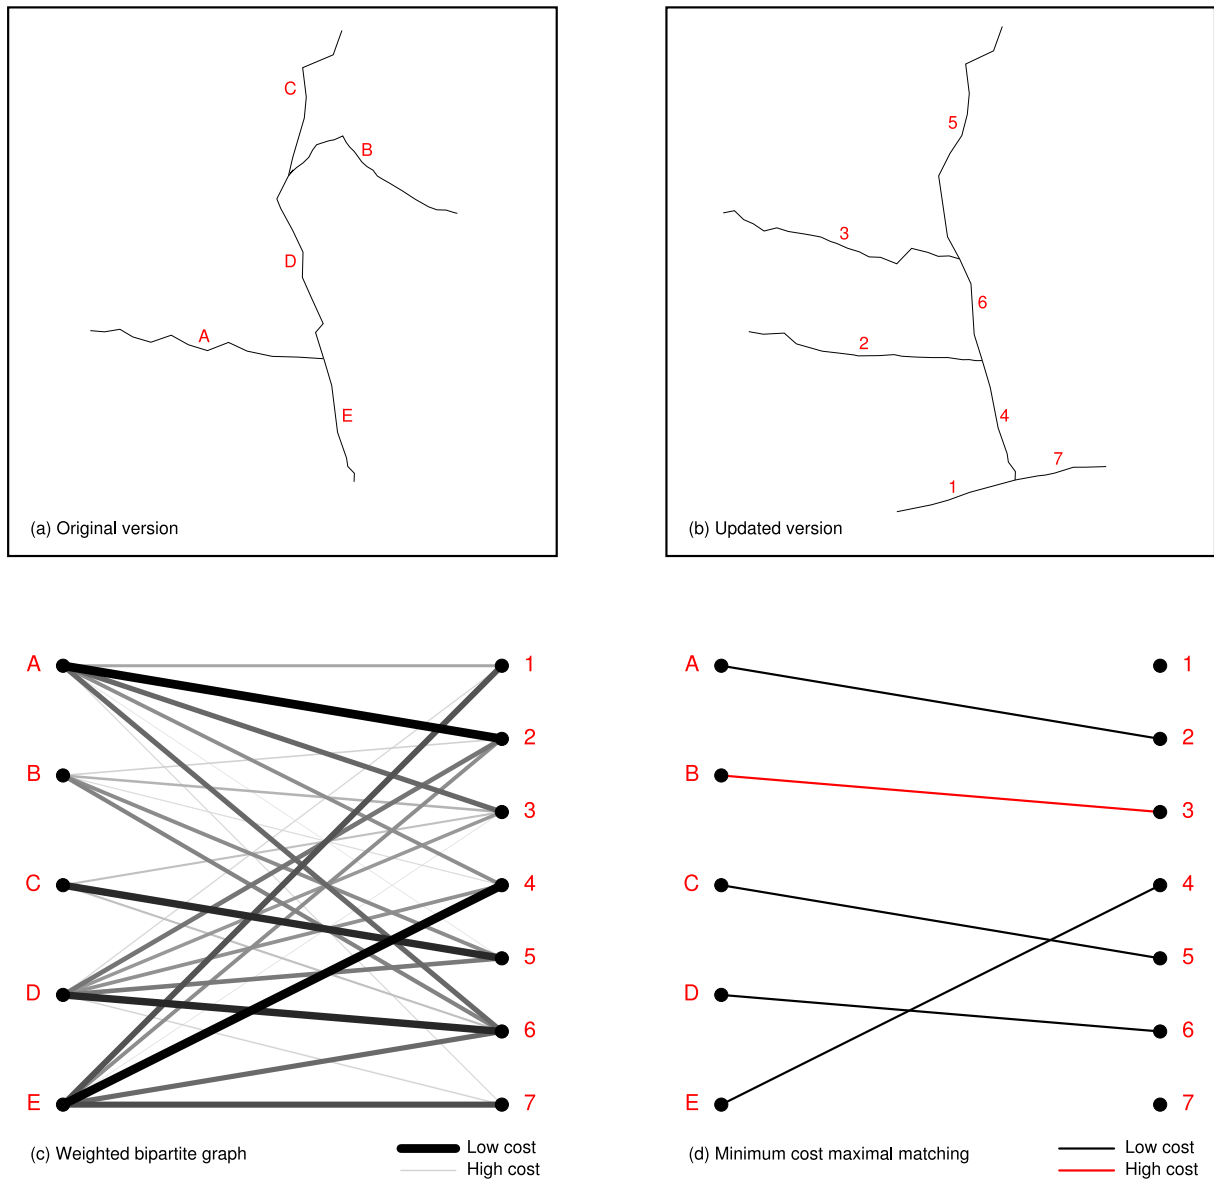 C
B
D
A
E
(a) Original version
5
3
6
2
4
7
1
(b) Updated version
A
B
C
D
E
1
2
3
4
5
6
7
(c) Weighted bipartite graph
Low cost
High cost
A
B
C
D
E
1
2
3
4
5
6
7
(d) Minimum cost maximal matching
Low cost
High cost